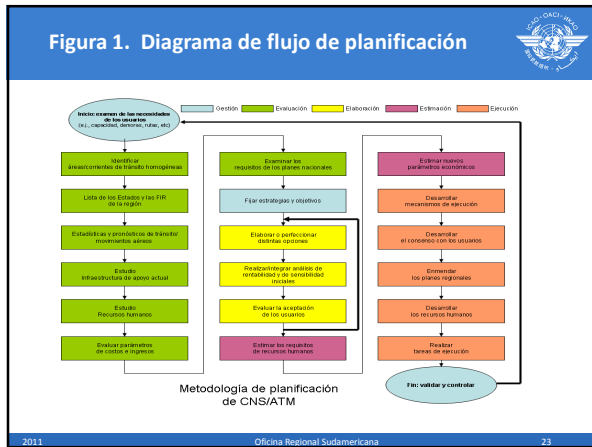 Figura 1. Diagrama de flujo de planificación
Gestión
Evaluación
Elaboración
Estimación
Ejecución
Inicio: examen de las necesidades
de los usuarios
(e.j., capacidad, demoras, rutas, etc)
Identificar
áreas/corrientes de tránsito homogéneas
Lista de los Estados y las FIR
de la región
Estadísticas y pronósticos de tránsito/
movimientos aéreos
Estudio
infraestructura de apoyo actual
Estudio
Recursos humanos
Evaluar parámetros
de costos e ingresos
Examinar los
requisitos de los planes nacionales
Fijar estrategias y objetivos
Elaborar o perfeccionar
distintas opciones
Realizar/integrar análisis de
rentabilidad y de sensibilidad
iniciales
Evaluar la aceptación
de los usuarios
Estimar los requisitos
de recursos humanos
Estimar nuevos
parámetros económicos
Desarrollar
mecanismos de ejecución
Desarrollar
el consenso con los usuarios
Enmendar
los planes regionales
Desarrollar
los recursos humanos
Realizar
tareas de ejecución
Fin: validar y controlar
Metodología de planificación
de CNS/ATM
2011
Oficina Regional Sudamericana
23